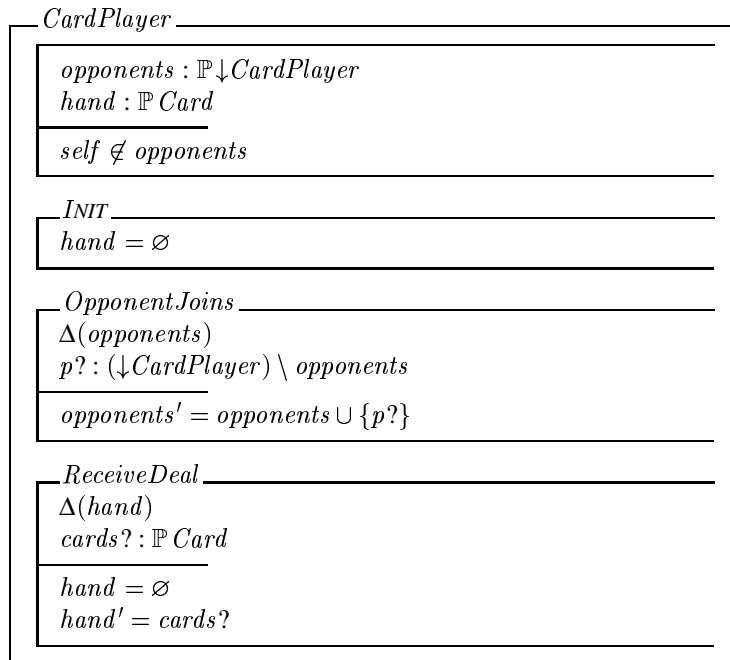 CardPlayer
opponents : ℙ ↓CardPlayer
hand : ℙ Card
self ∉ opponents
INIT
hand = ∅
OpponentJoins
Δ(opponents)
p? : (↓CardPlayer) \ opponents
opponents′ = opponents ∪ {p?}
ReceiveDeal
Δ(hand)
cards? : ℙ Card
hand = ∅
hand′ = cards?